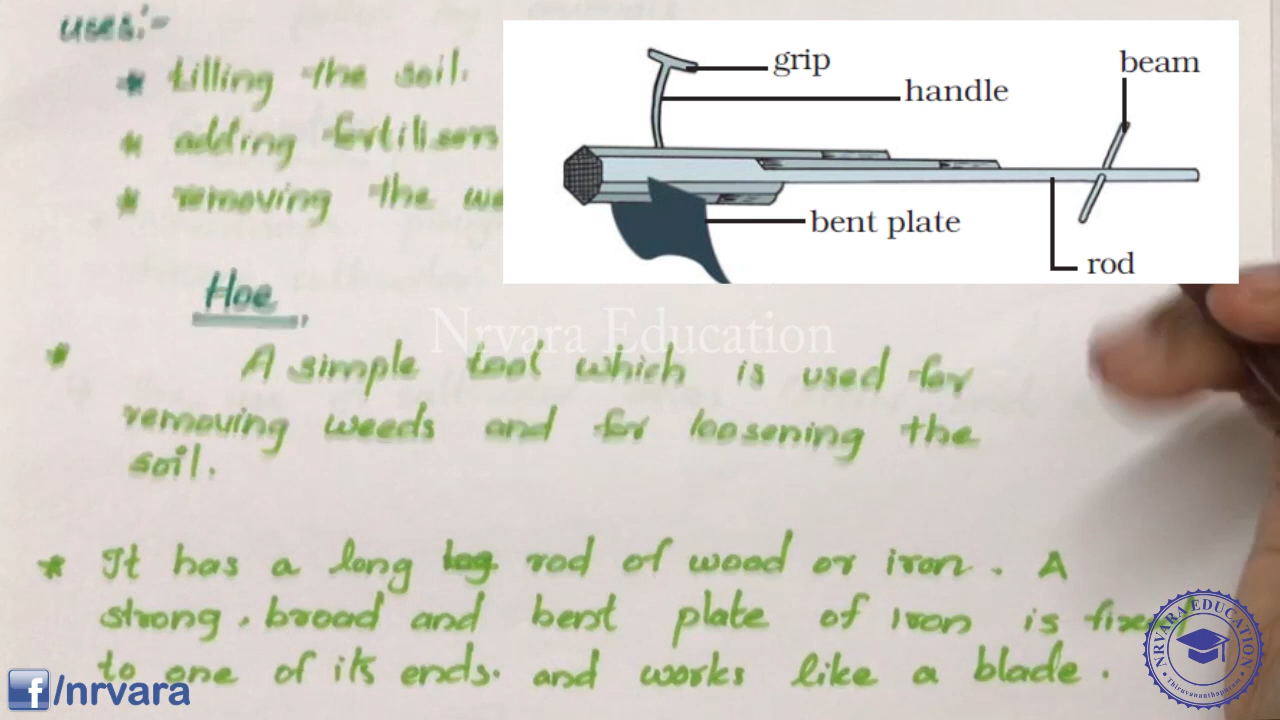 uses:-
* tilling the soil.
* adding fertilisers
* removing the we
grip
handle
beam
bent plate
rod
Hoe
* A simple tool which is used for
removing weeds and for loosening the
soil.
Nrvara Education
* It has a long rod of wood or iron. A
strong, broad and bent plate of Iron is fixed
to one of its ends. and works like a blade.
NRVARA EDUCATION
Thiruvananthapuram
f/nrvara